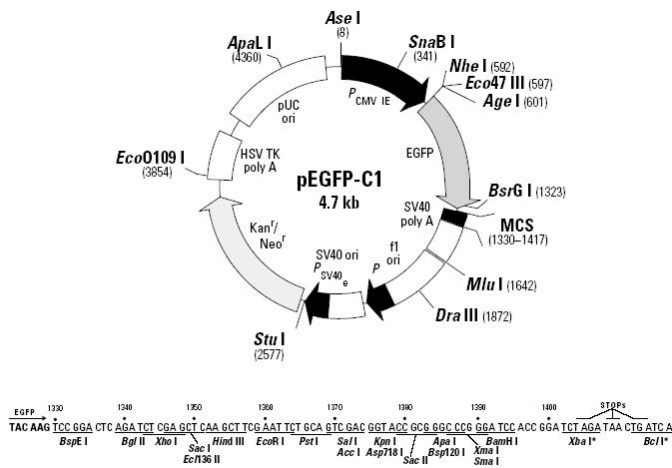 Ase I
(8)
ApaL I
(4360)
SnaB I
(341)
Nhe I (592)
Eco47 III (597)
Age I (601)
pUC
ori
P CMV IE
EcoO109 I
(3854)
HSV TK
poly A
EGFP
pEGFP-C1
4.7 kb
BsrG I (1323)
SV40
poly A
MCS
(1330–1417)
Kanr/
Neor
SV40 ori
P SV40 e
f1
ori
P
Mlu I (1642)
Dra III (1872)
Stu I
(2577)
STOPs
EGFP 1330 1340 1350 1360 1370 1380 1390 1400
TAC AAG TCC GGA CTC AGA TCT CGA GCT CAA GCT TCG AAT TCT GCA GTC GAC GGT ACC GCG GGC CCG GGA TCC ACC GGA TCT AGA TAA CTG ATC A
BspE I Bgl II Xho I Hind III EcoR I Pst I Sal I Kpn I Apa I BamH I Xba I* Bcl I*
Sac I Acc I Asp718 I Bsp120 I
Ecl136 II Sac II Xma I
Sma I